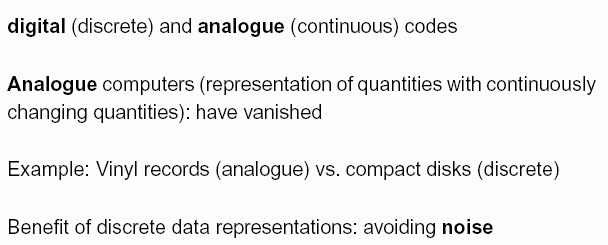 digital (discrete) and analogue (continuous) codes
Analogue computers (representation of quantities with continuously
changing quantities): have vanished
Example: Vinyl records (analogue) vs. compact disks (discrete)
Benefit of discrete data representations: avoiding noise